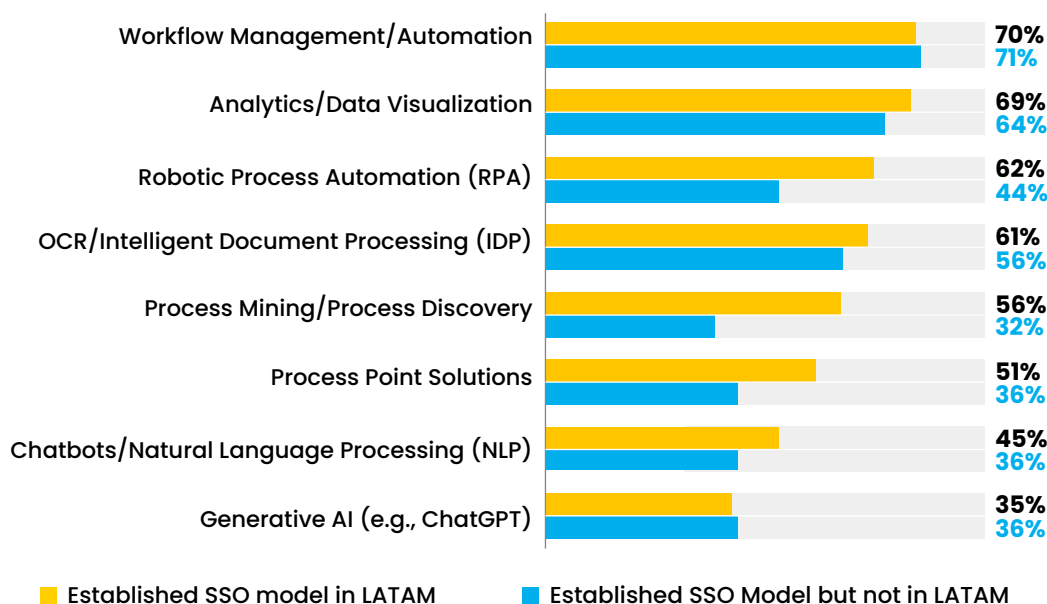 Workflow Management/Automation 70%
71%
Analytics/Data Visualization 69%
64%
Robotic Process Automation (RPA) 62%
44%
OCR/Intelligent Document Processing (IDP) 61%
56%
Process Mining/Process Discovery 56%
32%
Process Point Solutions 51%
36%
Chatbots/Natural Language Processing (NLP) 45%
36%
Generative AI (e.g., ChatGPT) 35%
36%
Established SSO model in LATAM Established SSO Model but not in LATAM